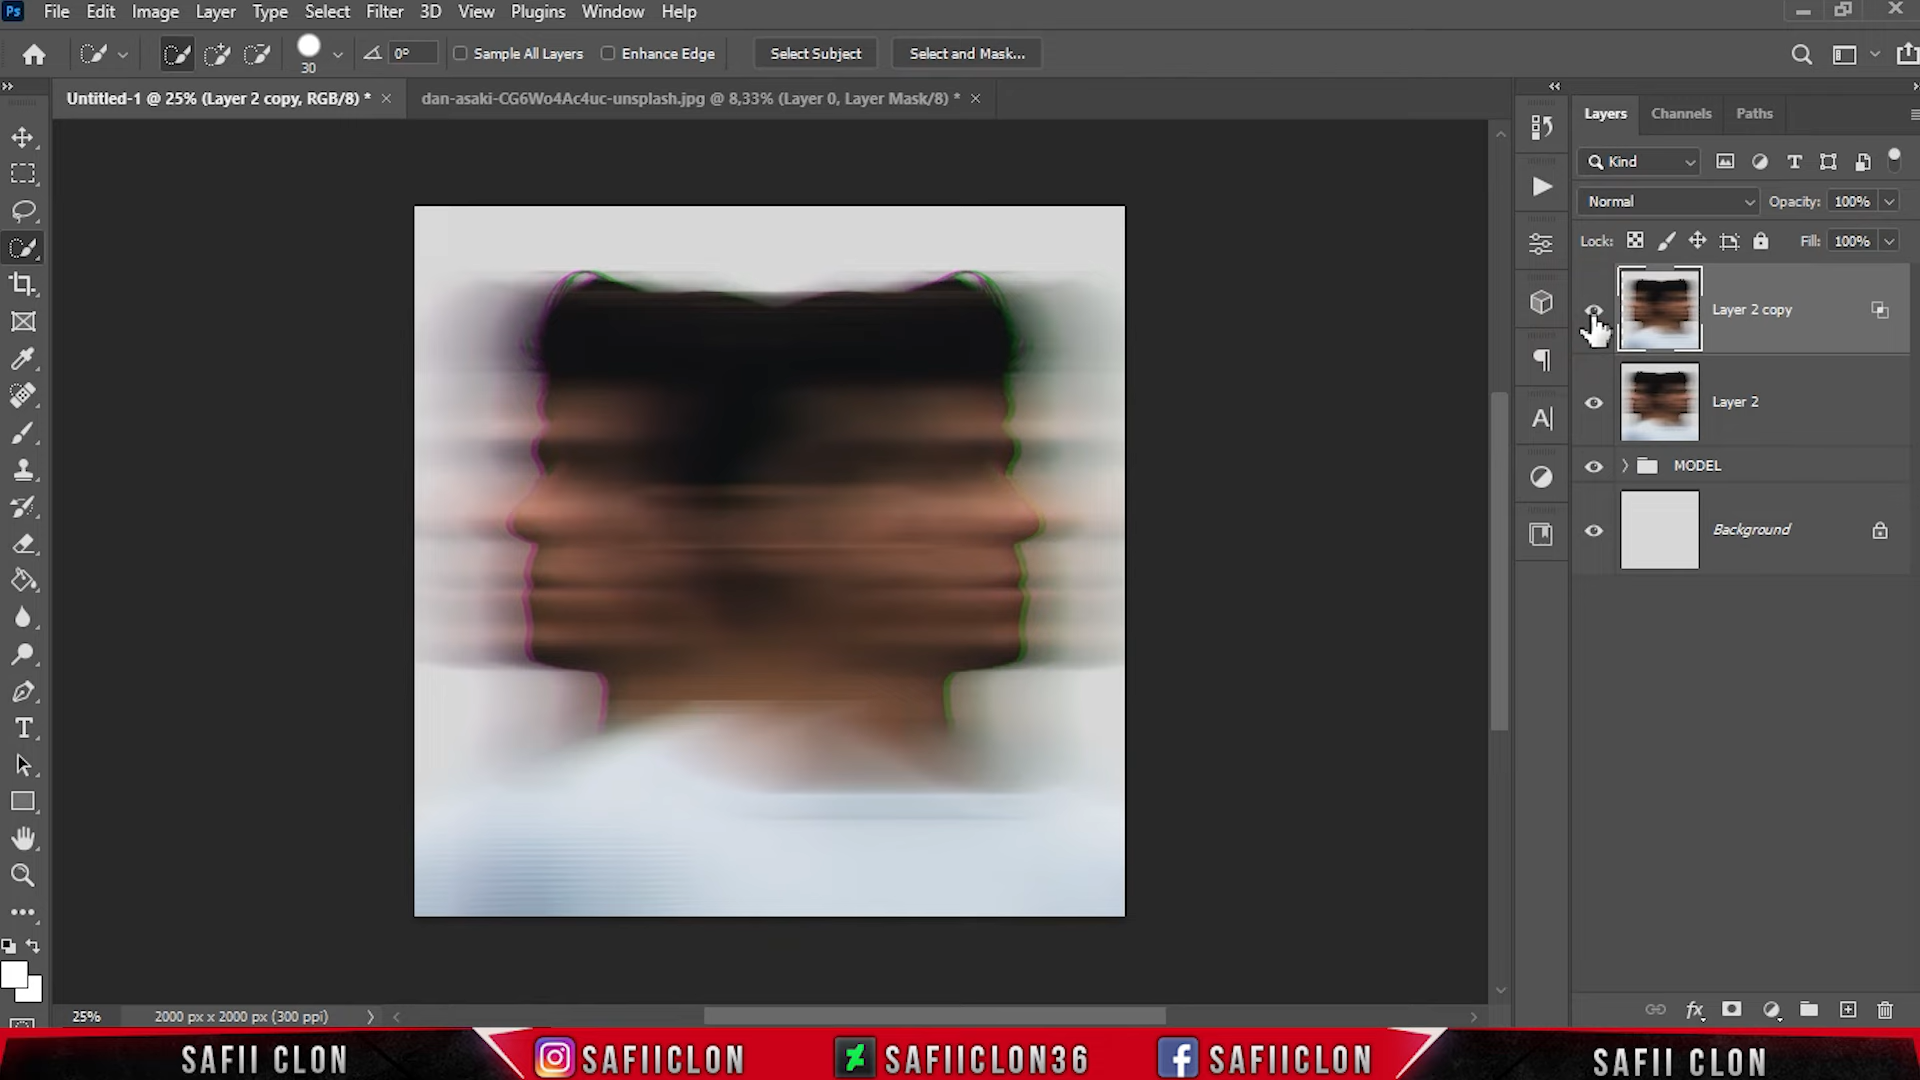 Ps File Edit Image Layer Type Select Filter 3D View Plugins Window Help
30 0° Sample All Layers Enhance Edge Select Subject Select and Mask...
Untitled-1 @ 25% (Layer 2 copy, RGB/8) * × dan-asaki-CG6Wo4Ac4uc-unsplash.jpg @ 8,33% (Layer 0, Layer Mask/8) * ×
Layers Channels Paths
Kind
Normal Opacity: 100%
Lock: Fill: 100%
Layer 2 copy
Layer 2
MODEL
Background
25% 2000 px x 2000 px (300 ppi)
SAFII CLON SAFIICLON SAFIICLON36 SAFIICLON SAFII CLON